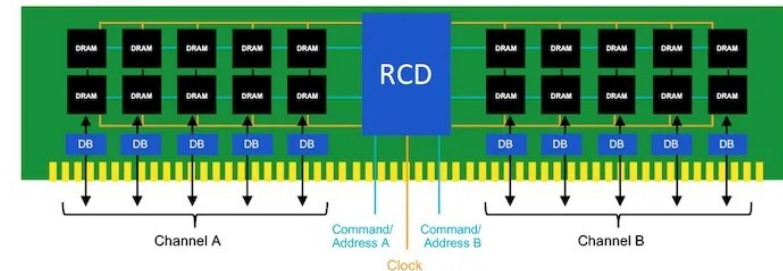 DRAM DRAM DRAM DRAM DRAM RCD DRAM DRAM DRAM DRAM DRAM
DRAM DRAM DRAM DRAM DRAM DRAM DRAM DRAM DRAM DRAM
DB DB DB DB DB DB DB DB DB DB
Channel A
Command/
Address A
Command/
Address B
Channel B
Clock